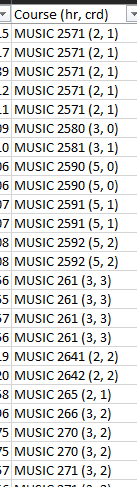 Course (hr, crd)
15 MUSIC 2571 (2, 1)
17 MUSIC 2571 (2, 1)
39 MUSIC 2571 (2, 1)
12 MUSIC 2571 (2, 1)
11 MUSIC 2571 (2, 1)
09 MUSIC 2580 (3, 0)
10 MUSIC 2581 (3, 1)
06 MUSIC 2590 (5, 0)
06 MUSIC 2590 (5, 0)
07 MUSIC 2591 (5, 1)
07 MUSIC 2591 (5, 1)
08 MUSIC 2592 (5, 2)
08 MUSIC 2592 (5, 2)
56 MUSIC 261 (3, 3)
55 MUSIC 261 (3, 3)
56 MUSIC 261 (3, 3)
56 MUSIC 261 (3, 3)
19 MUSIC 2641 (2, 2)
20 MUSIC 2642 (2, 2)
58 MUSIC 265 (2, 1)
96 MUSIC 266 (3, 2)
75 MUSIC 270 (3, 2)
75 MUSIC 270 (3, 2)
57 MUSIC 271 (3, 2)